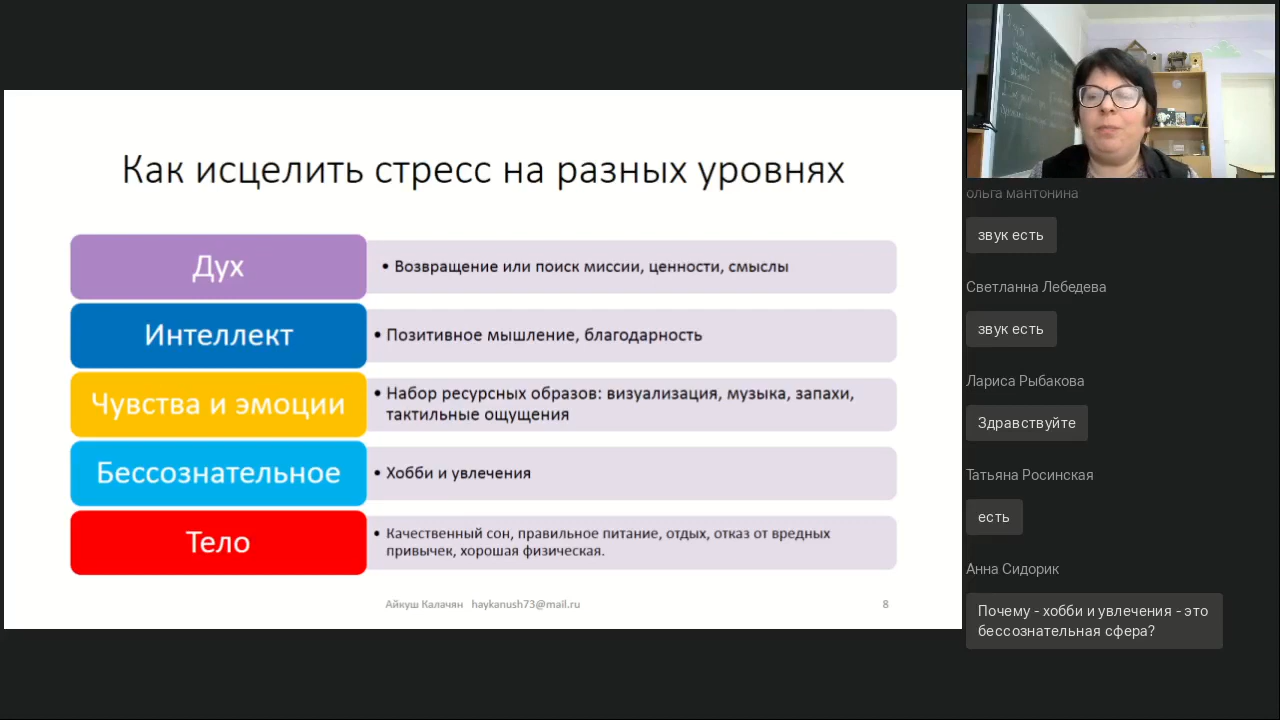 Как исцелить стресс на разных уровнях
Дух
• Возвращение или поиск миссии, ценности, смыслы
Интеллект
• Позитивное мышление, благодарность
Чувства и эмоции
• Набор ресурсных образов: визуализация, музыка, запахи,
тактильные ощущения
Бессознательное
• Хобби и увлечения
Тело
• Качественный сон, правильное питание, отдых, отказ от вредных
привычек, хорошая физическая.
Айкуш Калачян haykanush73@mail.ru
8
ольга мантонина
звук есть
Светланна Лебедева
звук есть
Лариса Рыбакова
Здравствуйте
Татьяна Росинская
есть
Анна Сидорик
Почему - хобби и увлечения - это
бессознательная сфера?